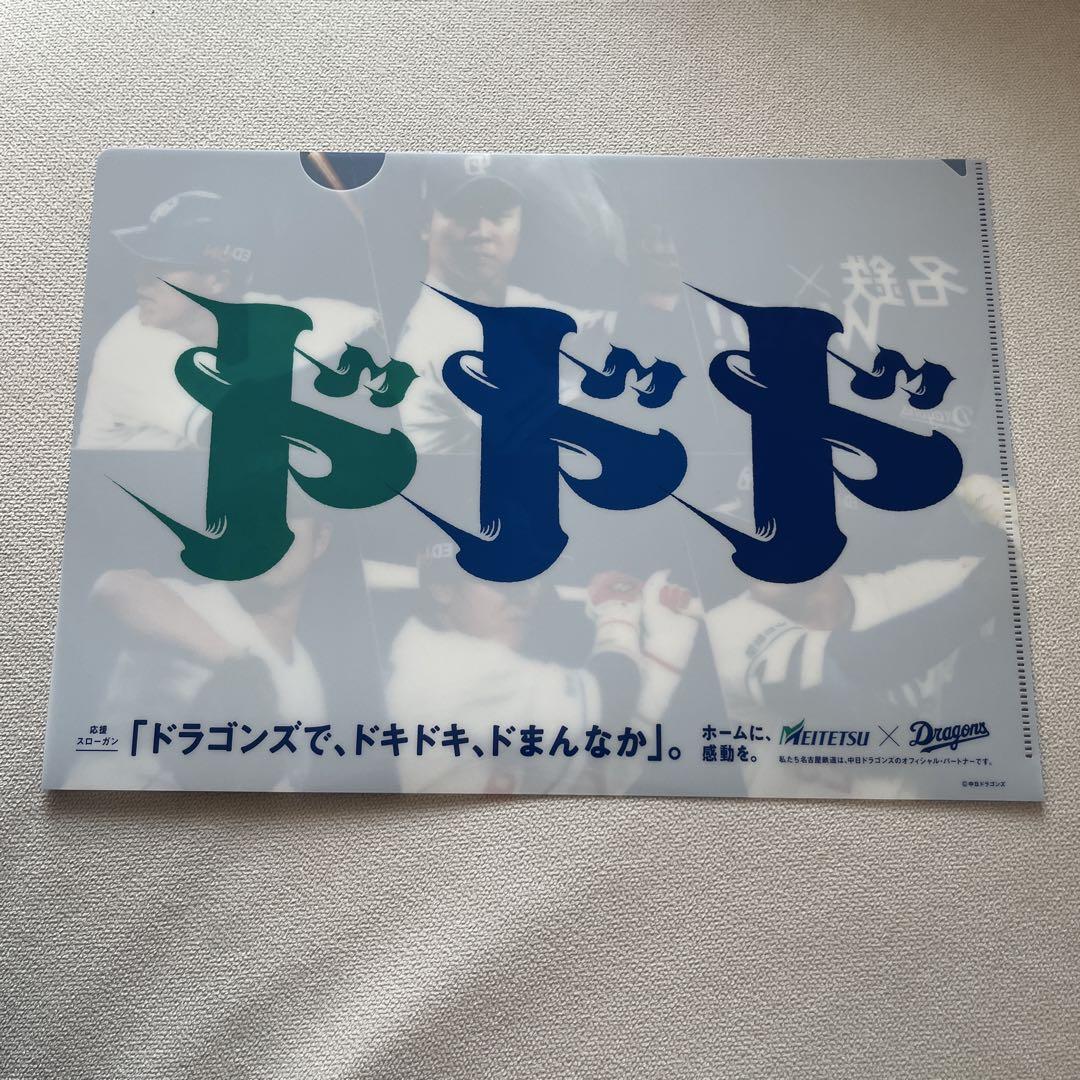 ドドド
応援
スローガン
「ドラゴンズで、ドキドキ、ドまんなか」。
ホームに、
感動を。
MEITETSU × Dragons
私たち名古屋鉄道は、中日ドラゴンズのオフィシャル・パートナーです。
©中日ドラゴンズ
名鉄
×